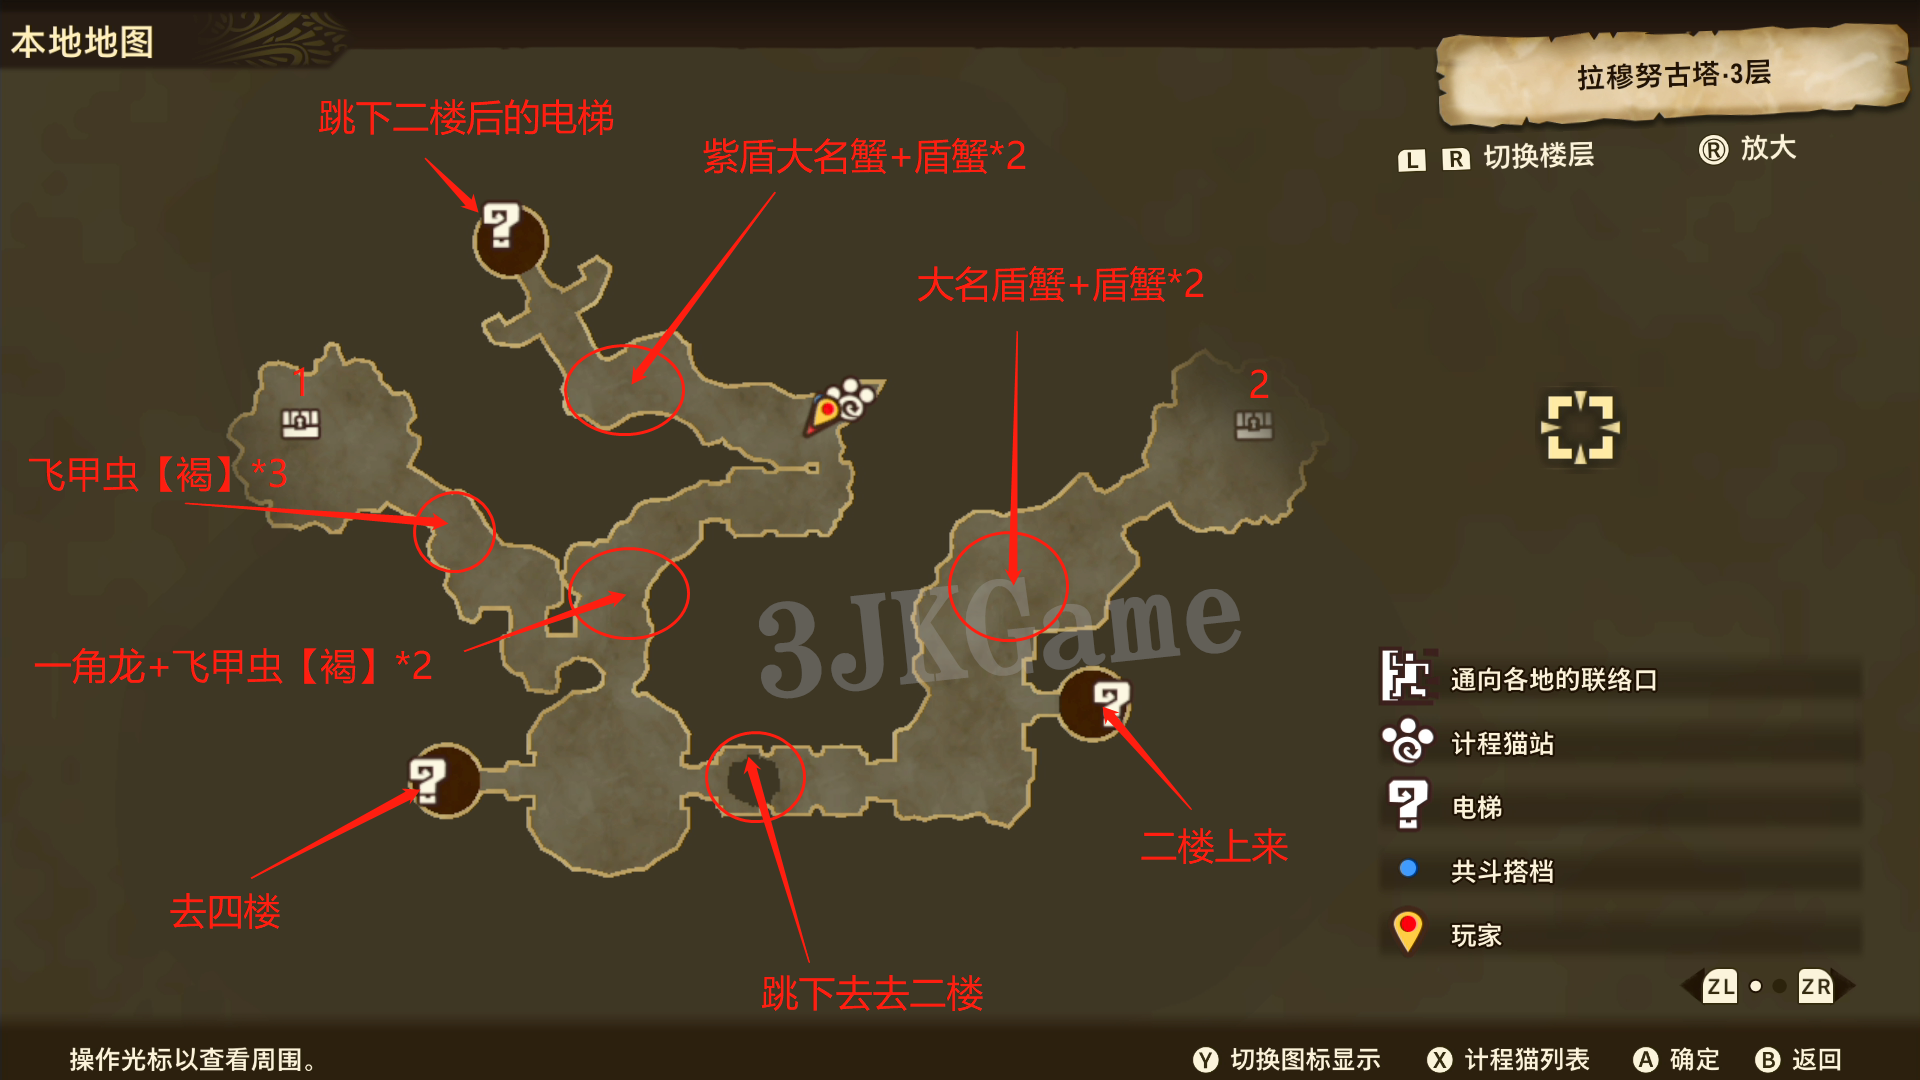 本地地图
拉穆努古塔·3层
L R 切换楼层
R 放大
跳下二楼后的电梯
紫盾大名蟹+盾蟹*2
大名盾蟹+盾蟹*2
1
2
飞甲虫【褐】*3
一角龙+飞甲虫【褐】*2
3JKGame
通向各地的联络口
计程猫站
电梯
共斗搭档
玩家
二楼上来
去四楼
跳下去去二楼
ZL ZR
操作光标以查看周围。
Y 切换图标显示
X 计程猫列表
A 确定
B 返回